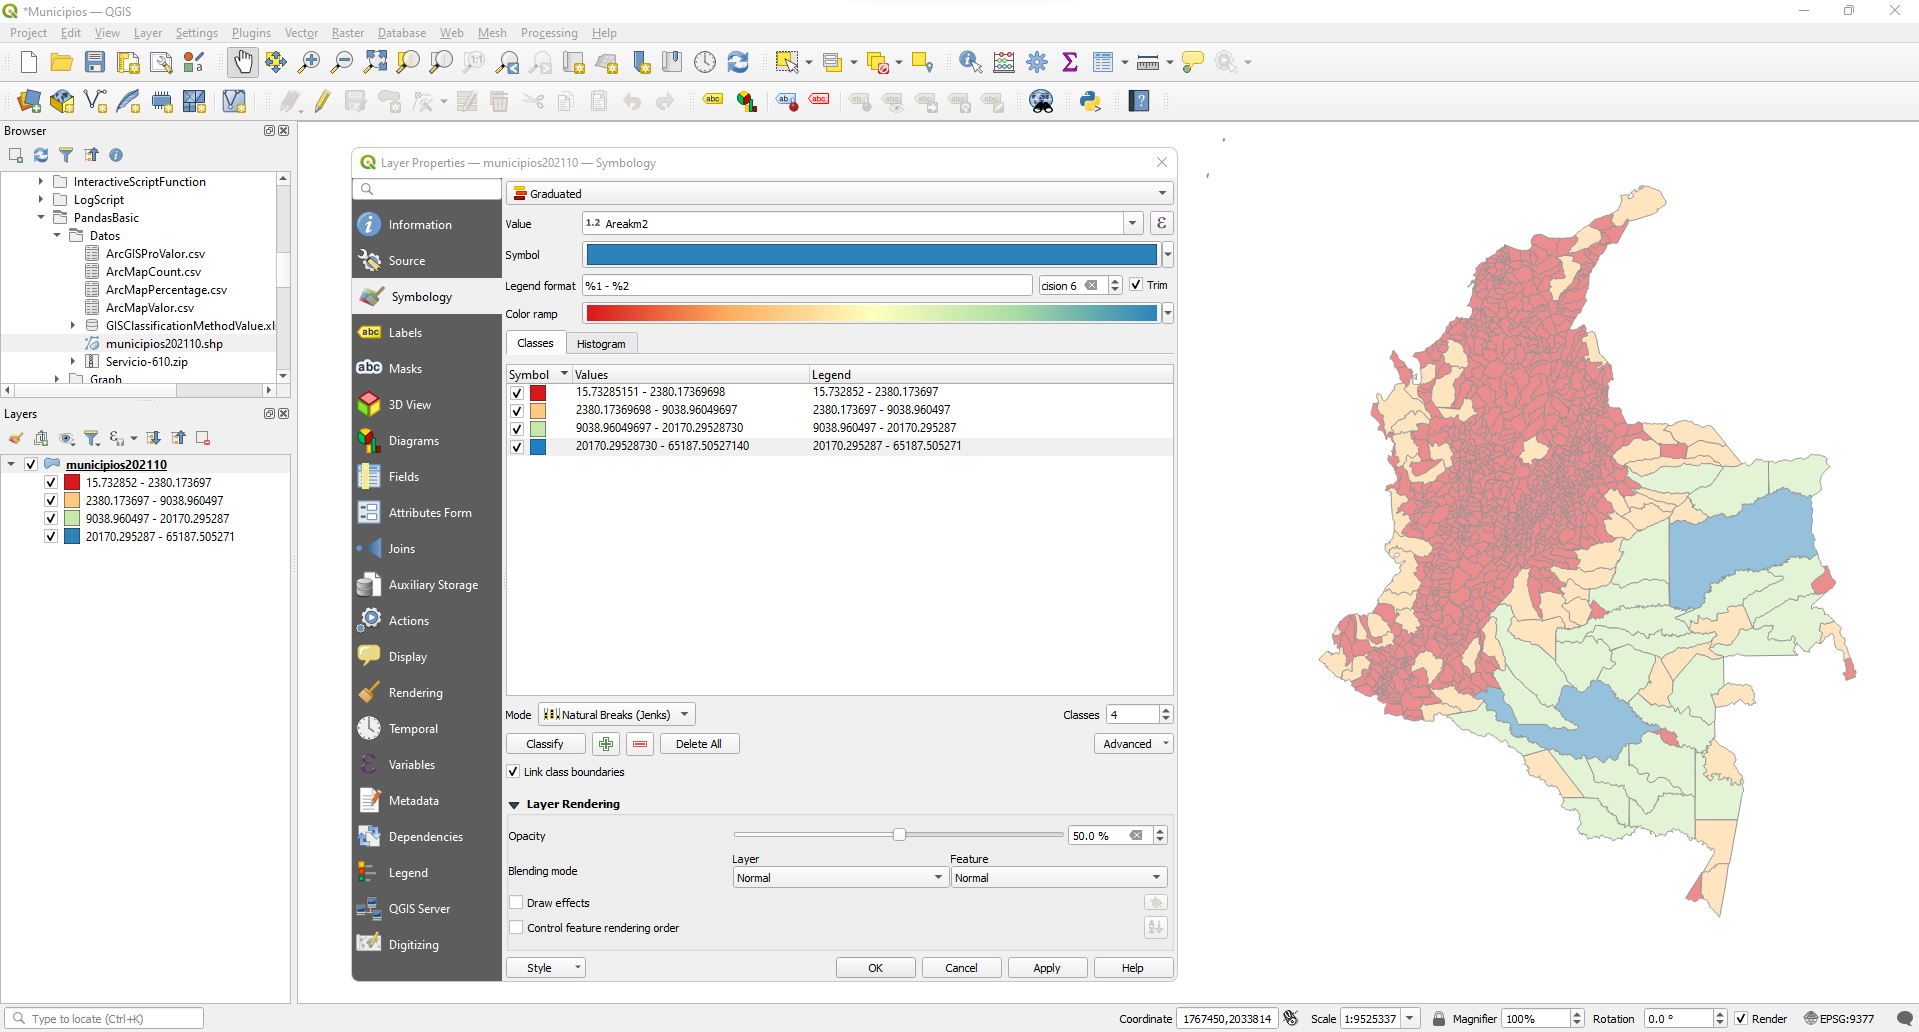 *Municipios — QGIS
Project Edit View Layer Settings Plugins Vector Raster Database Web Mesh Processing Help
Browser
InteractiveScriptFunction
LogScript
PandasBasic
Datos
ArcGISProValor.csv
ArcMapCount.csv
ArcMapPercentage.csv
ArcMapValor.csv
GISClassificationMethodValue.xl
municipios202110.shp
Servicio-610.zip
Graph
Layers
municipios202110
15.732852 - 2380.173697
2380.173697 - 9038.960497
9038.960497 - 20170.295287
20170.295287 - 65187.505271
Layer Properties — municipios202110 — Symbology
Information
Source
Symbology
abc Labels
abc Masks
3D View
Diagrams
Fields
Attributes Form
Joins
Auxiliary Storage
Actions
Display
Rendering
Temporal
Variables
Metadata
Dependencies
Legend
QGIS Server
Digitizing
Graduated
Value 1.2 Areakm2 ε
Symbol
Legend format %1 - %2 cision 6 Trim
Color ramp
Classes Histogram
Symbol Values Legend
15.73285151 - 2380.17369698 15.732852 - 2380.173697
2380.17369698 - 9038.96049697 2380.173697 - 9038.960497
9038.96049697 - 20170.29528730 9038.960497 - 20170.295287
20170.29528730 - 65187.50527140 20170.295287 - 65187.505271
Mode Natural Breaks (Jenks) Classes 4
Classify Delete All Advanced
Link class boundaries
Layer Rendering
Opacity 50.0 %
Layer Feature
Blending mode Normal Normal
Draw effects
Control feature rendering order
Style OK Cancel Apply Help
Type to locate (Ctrl+K) Coordinate 1767450,2033814 Scale 1:9525337 Magnifier 100% Rotation 0.0 ° Render EPSG:9377